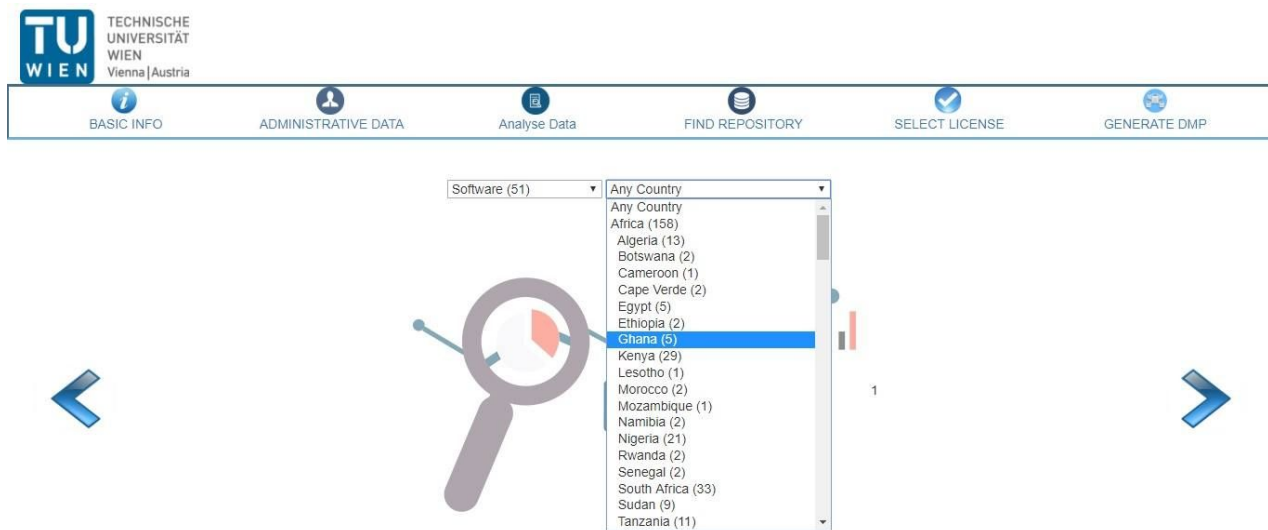 TU
WIEN
TECHNISCHE
UNIVERSITÄT
WIEN
Vienna|Austria
BASIC INFO
ADMINISTRATIVE DATA
Analyse Data
FIND REPOSITORY
SELECT LICENSE
GENERATE DMP
Software (51)
Any Country
Any Country
Africa (158)
Algeria (13)
Botswana (2)
Cameroon (1)
Cape Verde (2)
Egypt (5)
Ethiopia (2)
Ghana (5)
Kenya (29)
Lesotho (1)
Morocco (2)
Mozambique (1)
Namibia (2)
Nigeria (21)
Rwanda (2)
Senegal (2)
South Africa (33)
Sudan (9)
Tanzania (11)
1